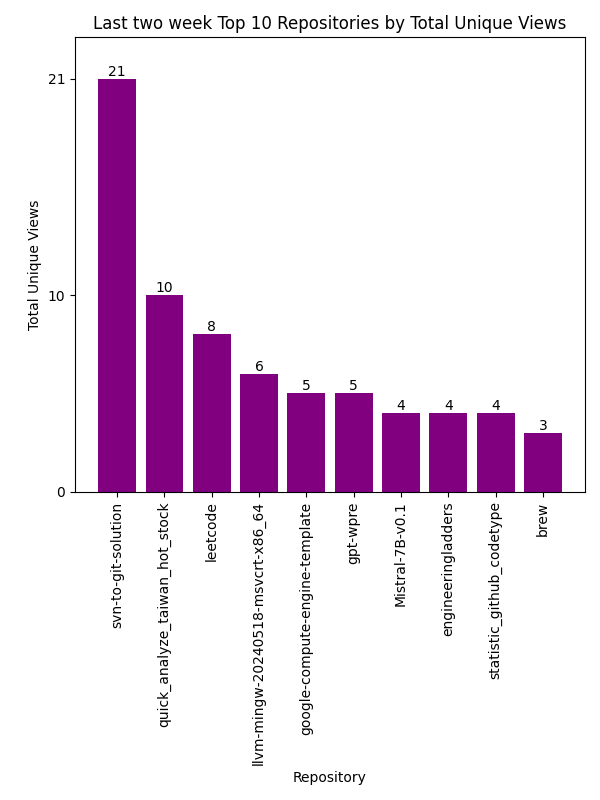 Last two week Top 10 Repositories by Total Unique Views
Total Unique Views
21
10
0
21
10
8
6
5
5
4
4
4
3
svn-to-git-solution
quick_analyze_taiwan_hot_stock
leetcode
llvm-mingw-20240518-msvcrt-x86_64
google-compute-engine-template
gpt-wpre
Mistral-7B-v0.1
engineeringladders
statistic_github_codetype
brew
Repository